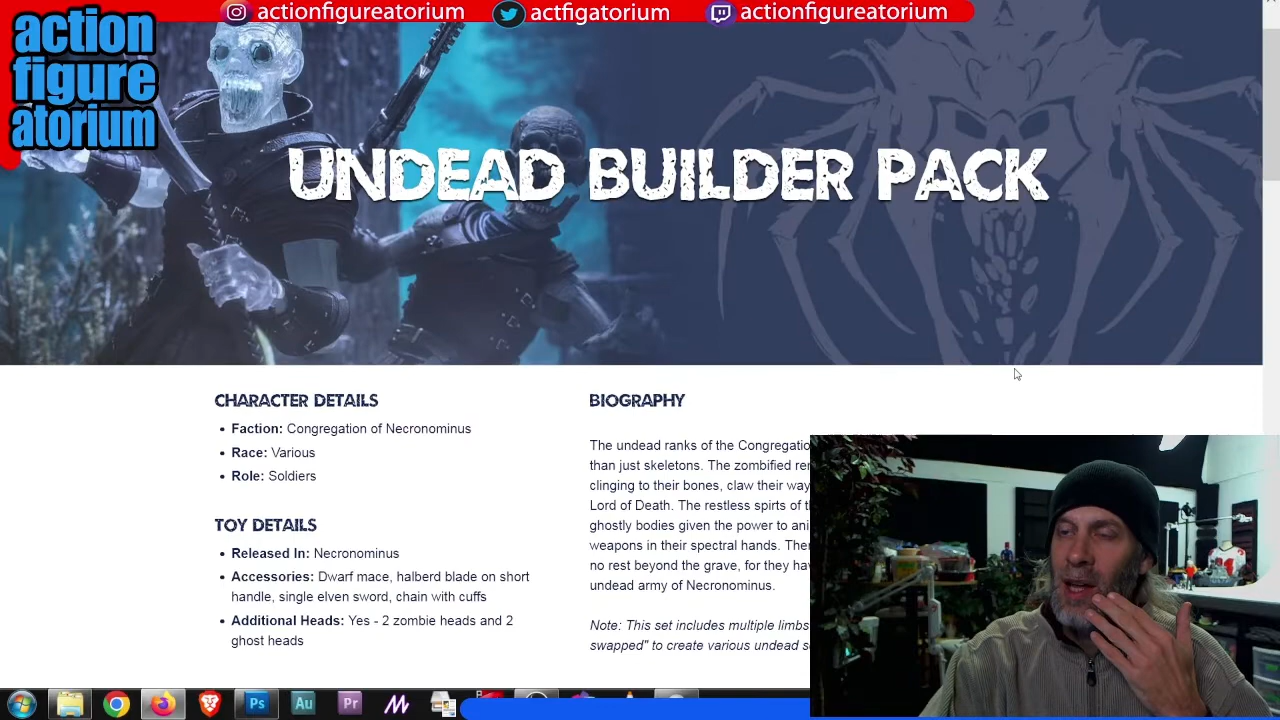 actionfigureatorium
actfigatorium
actionfigureatorium
action
figure
atorium
UNDEAD BUILDER PACK
CHARACTER DETAILS
Faction: Congregation of Necronominus
Race: Various
Role: Soldiers
TOY DETAILS
Released In: Necronominus
Accessories: Dwarf mace, halberd blade on short
handle, single elven sword, chain with cuffs
Additional Heads: Yes - 2 zombie heads and 2
ghost heads
BIOGRAPHY
The undead ranks of the
than just skeletons. The zombified
clinging to their bones, claw their way
Lord of Death. The restless spirts of
ghostly bodies given the power to
weapons in their spectral hands.
no rest beyond the grave, for they
undead army of Necronominus.
Note: This set includes multiple limbs
swapped" to create various undead
Ps
Au
Pr